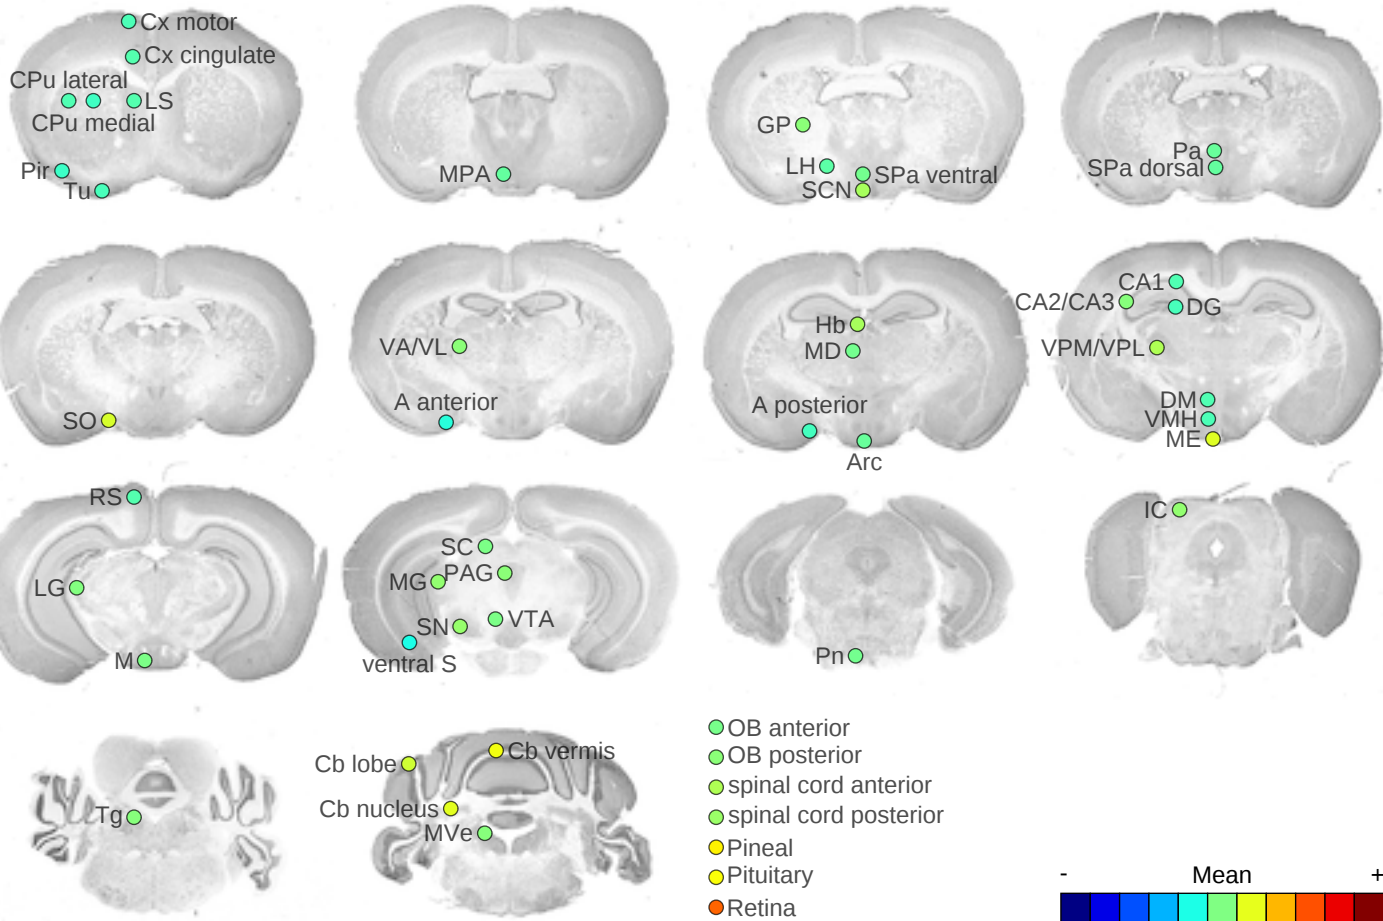 Cx motor
Cx cingulate
CPu lateral
LS
CPu medial
Pir
Tu
MPA
GP
LH
SPa ventral
SCN
Pa
SPa dorsal
SO
VA/VL
A anterior
Hb
MD
A posterior
Arc
CA1
CA2/CA3
DG
VPM/VPL
DM
VMH
ME
RS
LG
M
SC
PAG
MG
VTA
SN
ventral S
Pn
IC
Tg
Cb vermis
Cb lobe
Cb nucleus
MVe
OB anterior
OB posterior
spinal cord anterior
spinal cord posterior
Pineal
Pituitary
Retina
- Mean +